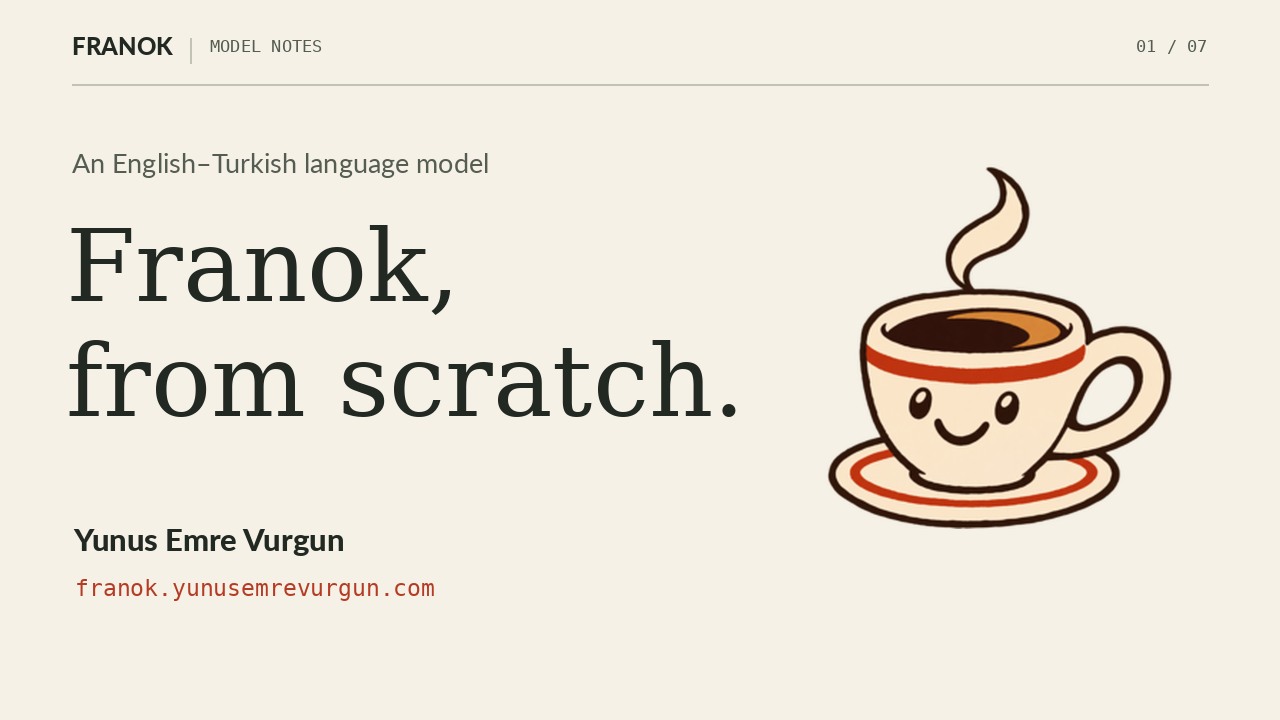 FRANOK | MODEL NOTES 01 / 07
An English–Turkish language model
Franok,
from scratch.
Yunus Emre Vurgun
franok.yunusemrevurgun.com